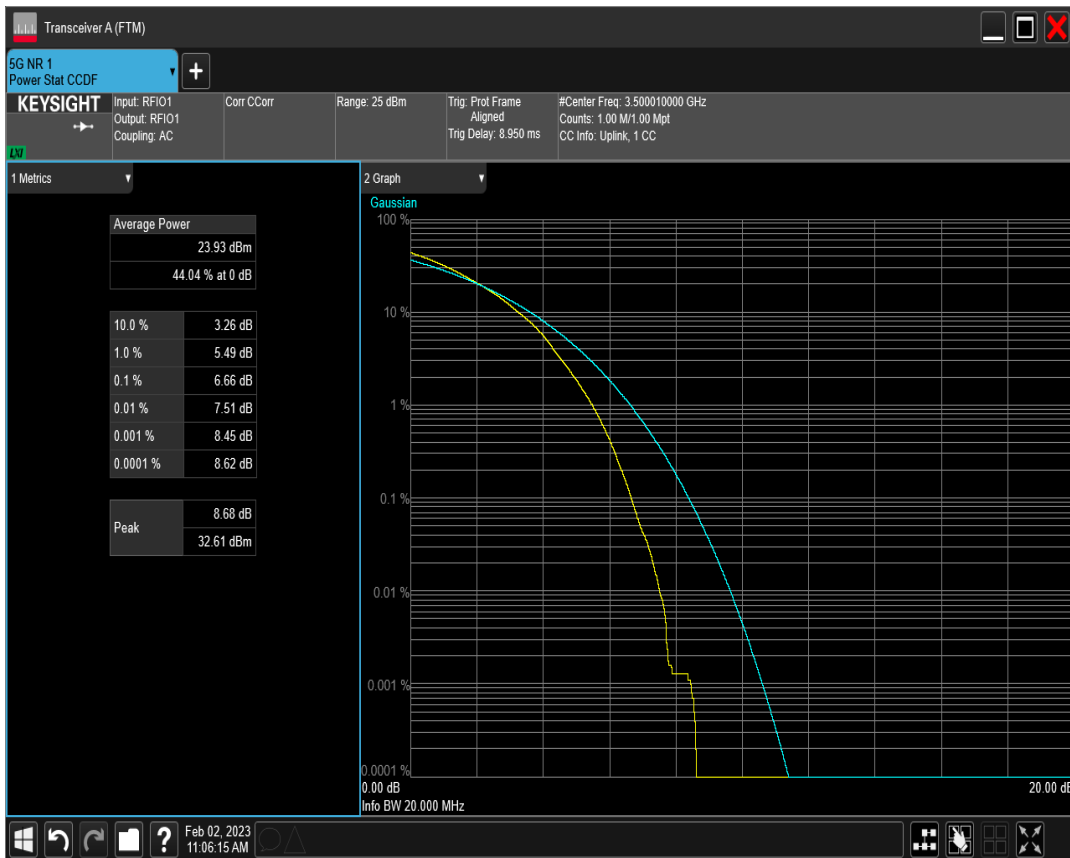 Transceiver A (FTM)
5G NR 1
Power Stat CCDF
+
KEYSIGHT
LXI
Input: RFIO1
Output: RFIO1
Coupling: AC
Corr CCorr
Range: 25 dBm
Trig: Prot Frame
Aligned
Trig Delay: 8.950 ms
#Center Freq: 3.500010000 GHz
Counts: 1.00 M/1.00 Mpt
CC Info: Uplink, 1 CC
1 Metrics
Average Power
23.93 dBm
44.04 % at 0 dB
10.0 % 3.26 dB
1.0 % 5.49 dB
0.1 % 6.66 dB
0.01 % 7.51 dB
0.001 % 8.45 dB
0.0001 % 8.62 dB
Peak
8.68 dB
32.61 dBm
2 Graph
Gaussian
100 %
10 %
1 %
0.1 %
0.01 %
0.001 %
0.0001 %
0.00 dB 20.00 dB
Info BW 20.000 MHz
?
Feb 02, 2023
11:06:15 AM